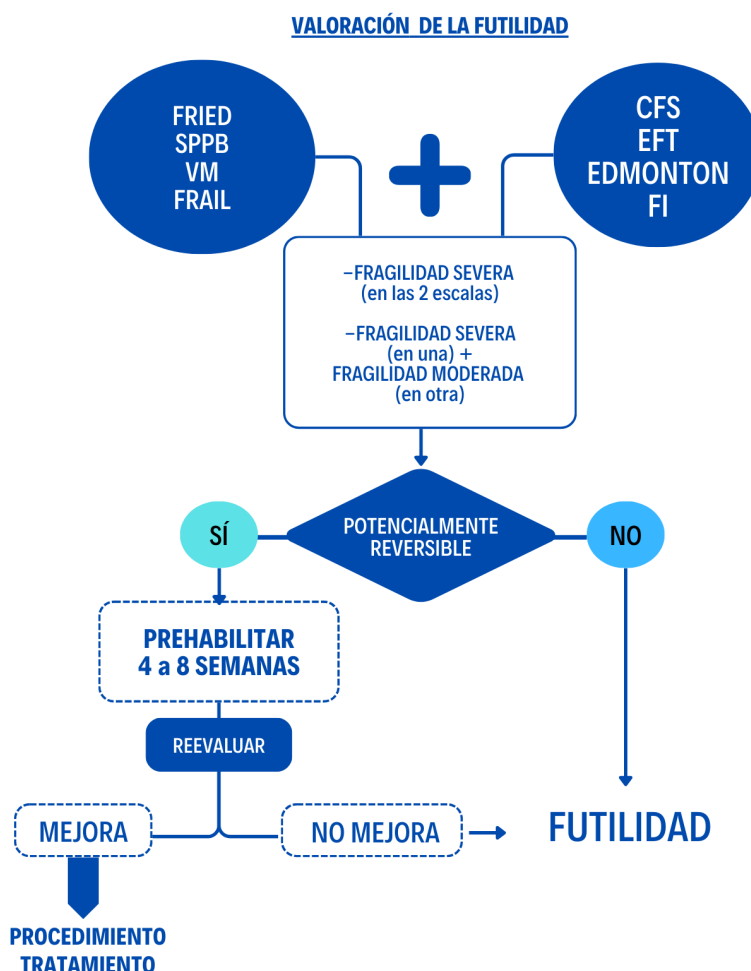 VALORACIÓN DE LA FUTILIDAD
FRIED
SPPB
VM
FRAIL
CFS
EFT
EDMONTON
FI
–FRAGILIDAD SEVERA
(en las 2 escalas)
–FRAGILIDAD SEVERA
(en una) +
FRAGILIDAD MODERADA
(en otra)
SÍ
POTENCIALMENTE
REVERSIBLE
NO
PREHABILITAR
4 a 8 SEMANAS
REEVALUAR
MEJORA
NO MEJORA
FUTILIDAD
PROCEDIMIENTO
TRATAMIENTO